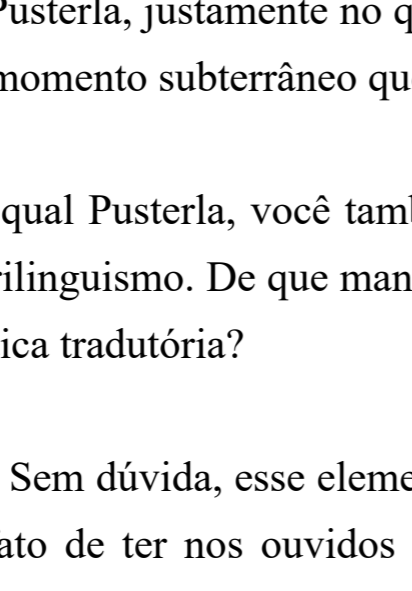 Pusterla, justamente no q
momento subterrâneo qu
qual Pusterla, você tam
rilinguismo. De que man
ica tradutória?
Sem dúvida, esse eleme
ato de ter nos ouvidos